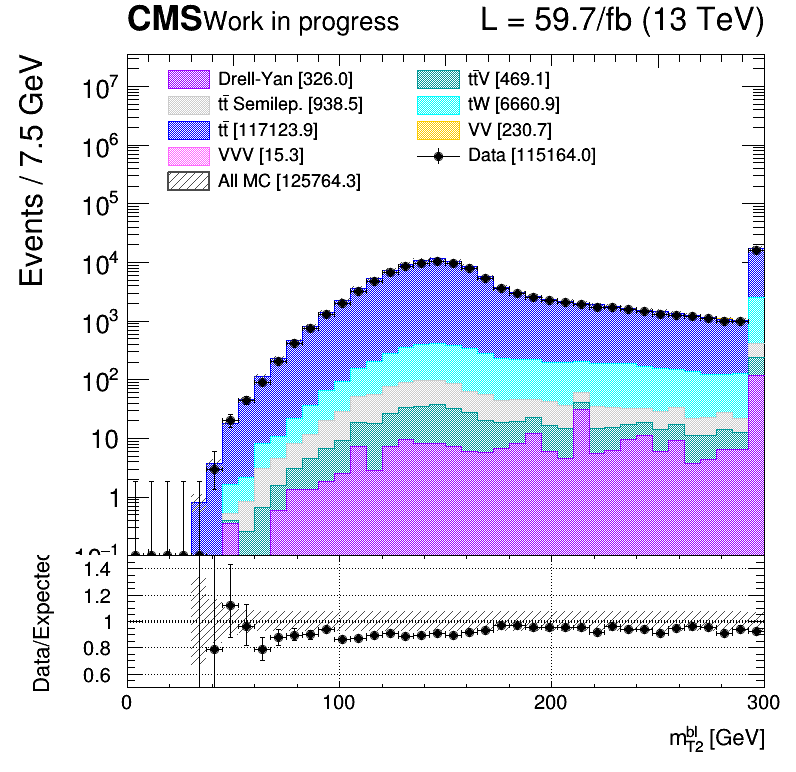 CMS Work in progress L = 59.7/fb (13 TeV)
Events / 7.5 GeV
10⁷
10⁶
10⁵
10⁴
10³
10²
10
1
10⁻¹
Drell-Yan [326.0]
tt̄ Semilep. [938.5]
tt̄ [117123.9]
VVV [15.3]
All MC [125764.3]
tt̄V [469.1]
tW [6660.9]
VV [230.7]
Data [115164.0]
Data/Expected
1.4
1.2
1
0.8
0.6
0 100 200 300
m_{T2}^{bl} [GeV]